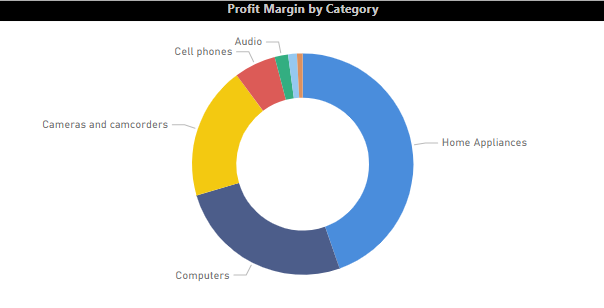 Profit Margin by Category
Audio
Cell phones
Cameras and camcorders
Home Appliances
Computers